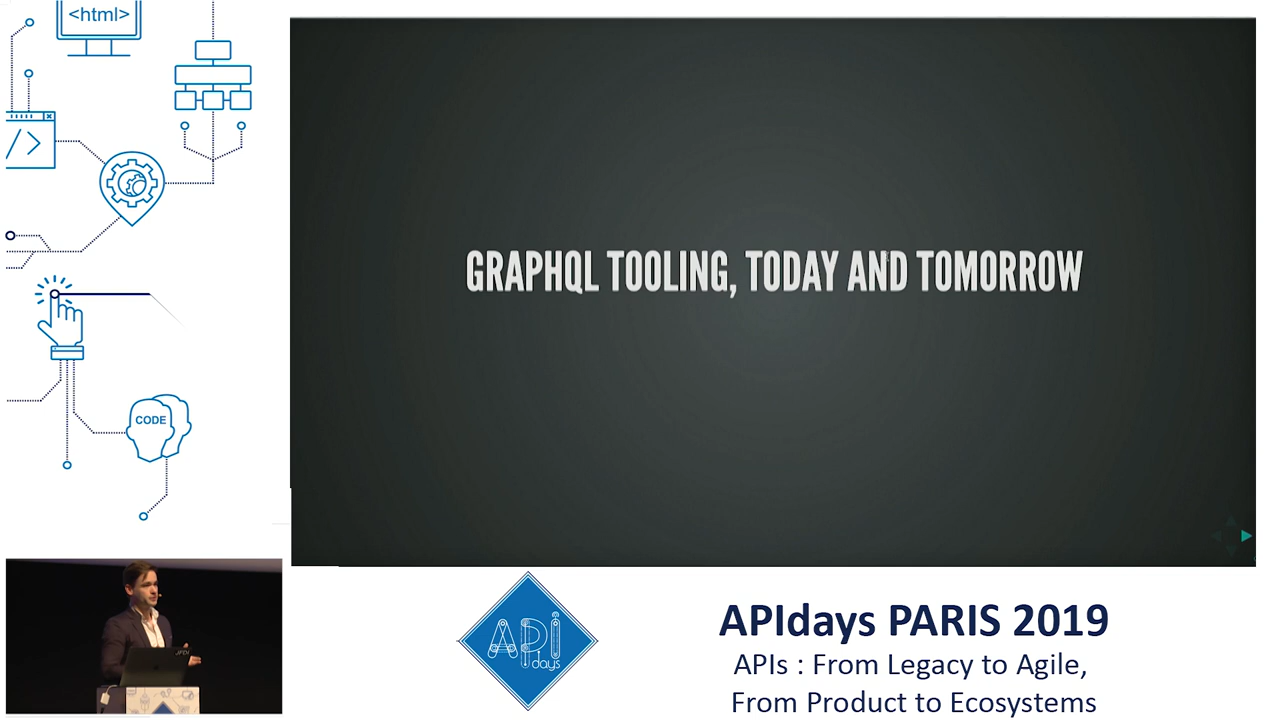 <html>
</>
CODE
GRAPHQL TOOLING, TODAY AND TOMORROW
API
days
APIdays PARIS 2019
APIs : From Legacy to Agile,
From Product to Ecosystems